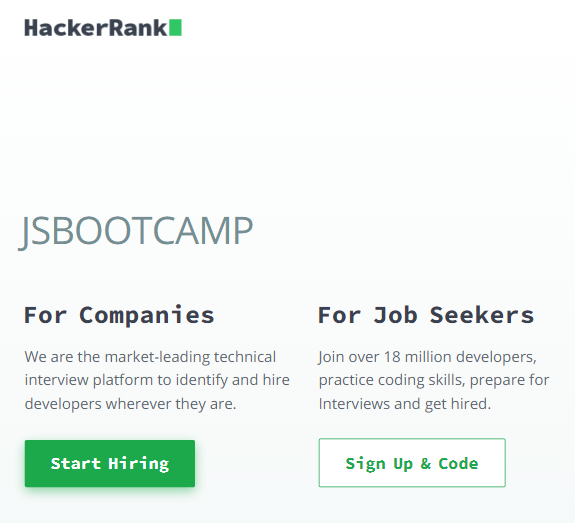 HackerRank
JSBOOTCAMP
For Companies
We are the market-leading technical
interview platform to identify and hire
developers wherever they are.
Start Hiring
For Job Seekers
Join over 18 million developers,
practice coding skills, prepare for
Interviews and get hired.
Sign Up & Code